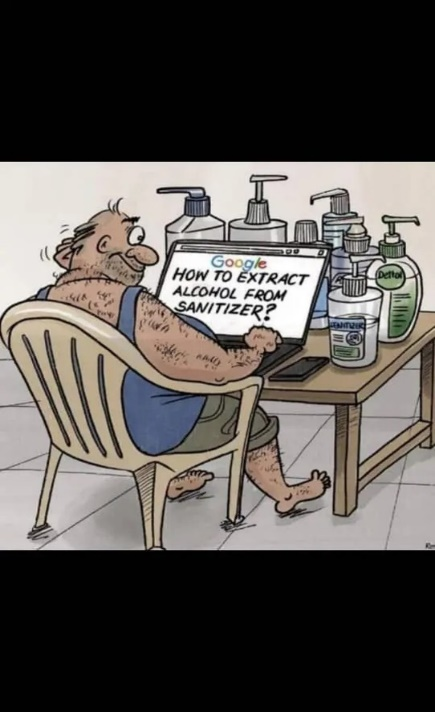 Google
HOW TO EXTRACT
ALCOHOL FROM
SANITIZER?
Dettol
SANITIZER